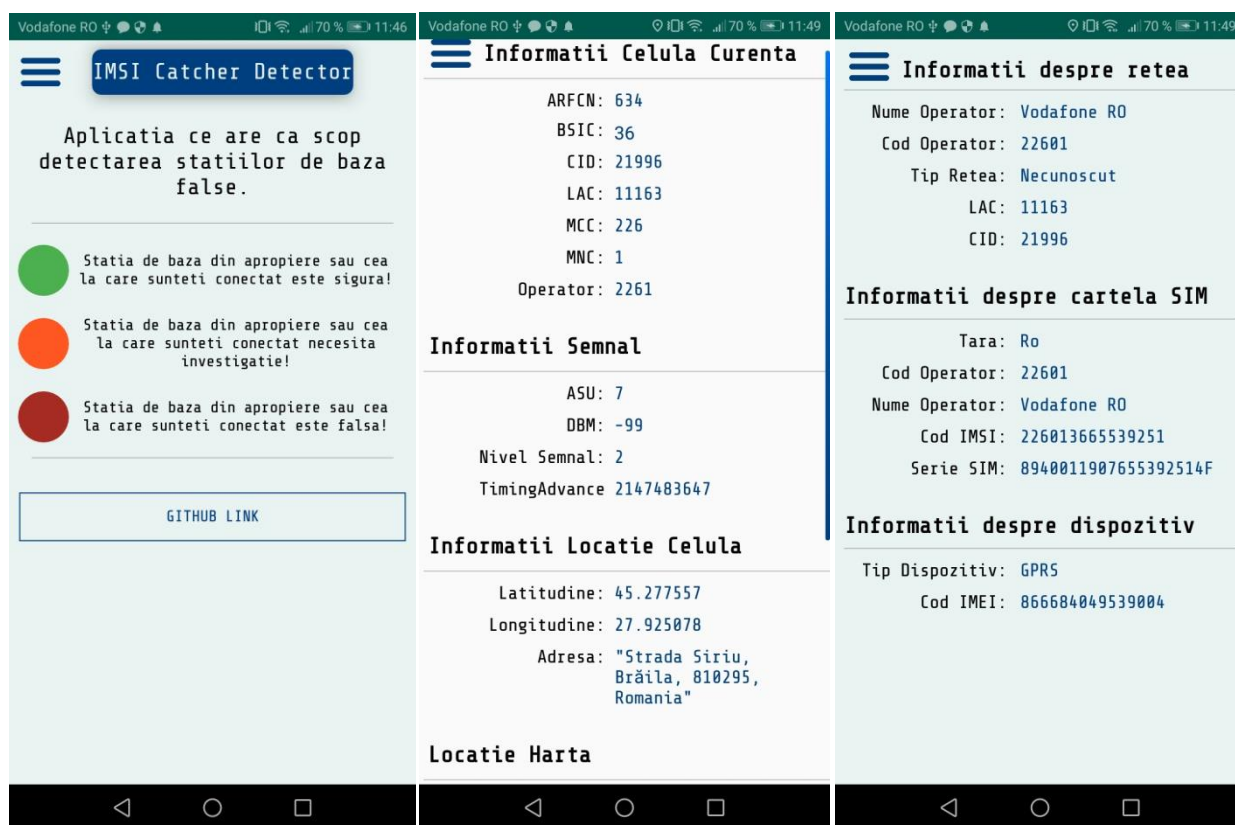 Vodafone RO
70 % 11:46
IMSI Catcher Detector
Aplicatia ce are ca scop
detectarea statiilor de baza
false.
Statia de baza din apropiere sau cea
la care sunteti conectat este sigura!
Statia de baza din apropiere sau cea
la care sunteti conectat necesita
investigatie!
Statia de baza din apropiere sau cea
la care sunteti conectat este falsa!
GITHUB LINK
Vodafone RO
70 % 11:49
Informatii Celula Curenta
ARFCN: 634
BSIC: 36
CID: 21996
LAC: 11163
MCC: 226
MNC: 1
Operator: 2261
Informatii Semnal
ASU: 7
DBM: -99
Nivel Semnal: 2
TimingAdvance 2147483647
Informatii Locatie Celula
Latitudine: 45.277557
Longitudine: 27.925078
Adresa: "Strada Siriu,
Brăila, 810295,
Romania"
Locatie Harta
Vodafone RO
70 % 11:49
Informatii despre retea
Nume Operator: Vodafone RO
Cod Operator: 22601
Tip Retea: Necunoscut
LAC: 11163
CID: 21996
Informatii despre cartela SIM
Tara: Ro
Cod Operator: 22601
Nume Operator: Vodafone RO
Cod IMSI: 226013665539251
Serie SIM: 8940011907655392514F
Informatii despre dispozitiv
Tip Dispozitiv: GPRS
Cod IMEI: 866684049539004